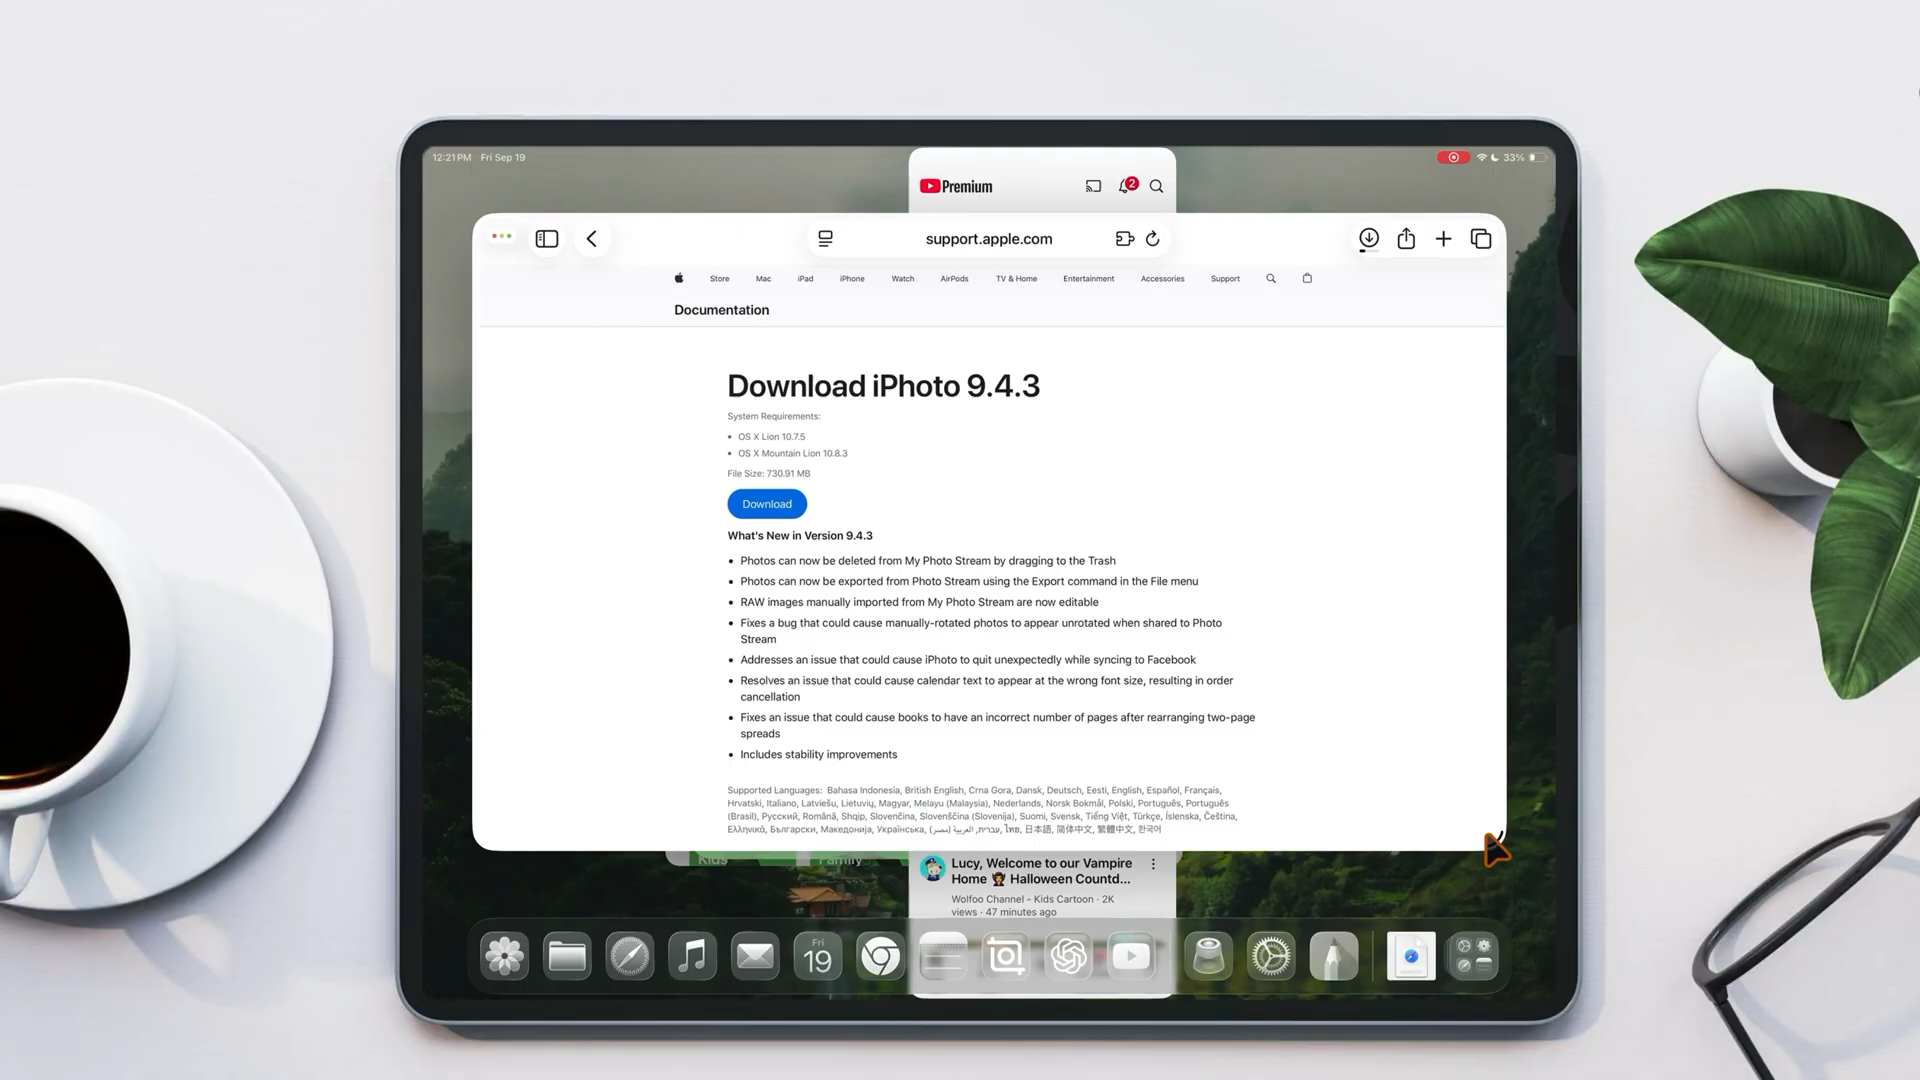 12:21 PM Fri Sep 19
33%
Premium
2
support.apple.com
Store Mac iPad iPhone Watch AirPods TV & Home Entertainment Accessories Support
Documentation
Download iPhoto 9.4.3
System Requirements:
• OS X Lion 10.7.5
• OS X Mountain Lion 10.8.3
File Size: 730.91 MB
Download
What's New in Version 9.4.3
• Photos can now be deleted from My Photo Stream by dragging to the Trash
• Photos can now be exported from Photo Stream using the Export command in the File menu
• RAW images manually imported from My Photo Stream are now editable
• Fixes a bug that could cause manually-rotated photos to appear unrotated when shared to Photo
Stream
• Addresses an issue that could cause iPhoto to quit unexpectedly while syncing to Facebook
• Resolves an issue that could cause calendar text to appear at the wrong font size, resulting in order
cancellation
• Fixes an issue that could cause books to have an incorrect number of pages after rearranging two-page
spreads
• Includes stability improvements
Supported Languages: Bahasa Indonesia, British English, Crna Gora, Dansk, Deutsch, Eesti, English, Español, Français,
Hrvatski, Italiano, Latviešu, Lietuvių, Magyar, Melayu (Malaysia), Nederlands, Norsk Bokmål, Polski, Português, Português
(Brasil), Pусский, Română, Shqip, Slovenčina, Slovenščina (Slovenija), Suomi, Svensk, Tiếng Việt, Türkçe, Íslenska, Čeština,
Ελληνικά, Български, Македонија, Українська, עברית, العربية (مصر), ไทย, 日本語, 简体中文, 繁體中文, 한국어
Kids Family
Lucy, Welcome to our Vampire
Home 🧛 Halloween Countd...
Wolfoo Channel - Kids Cartoon · 2K
views · 47 minutes ago
Fri
19